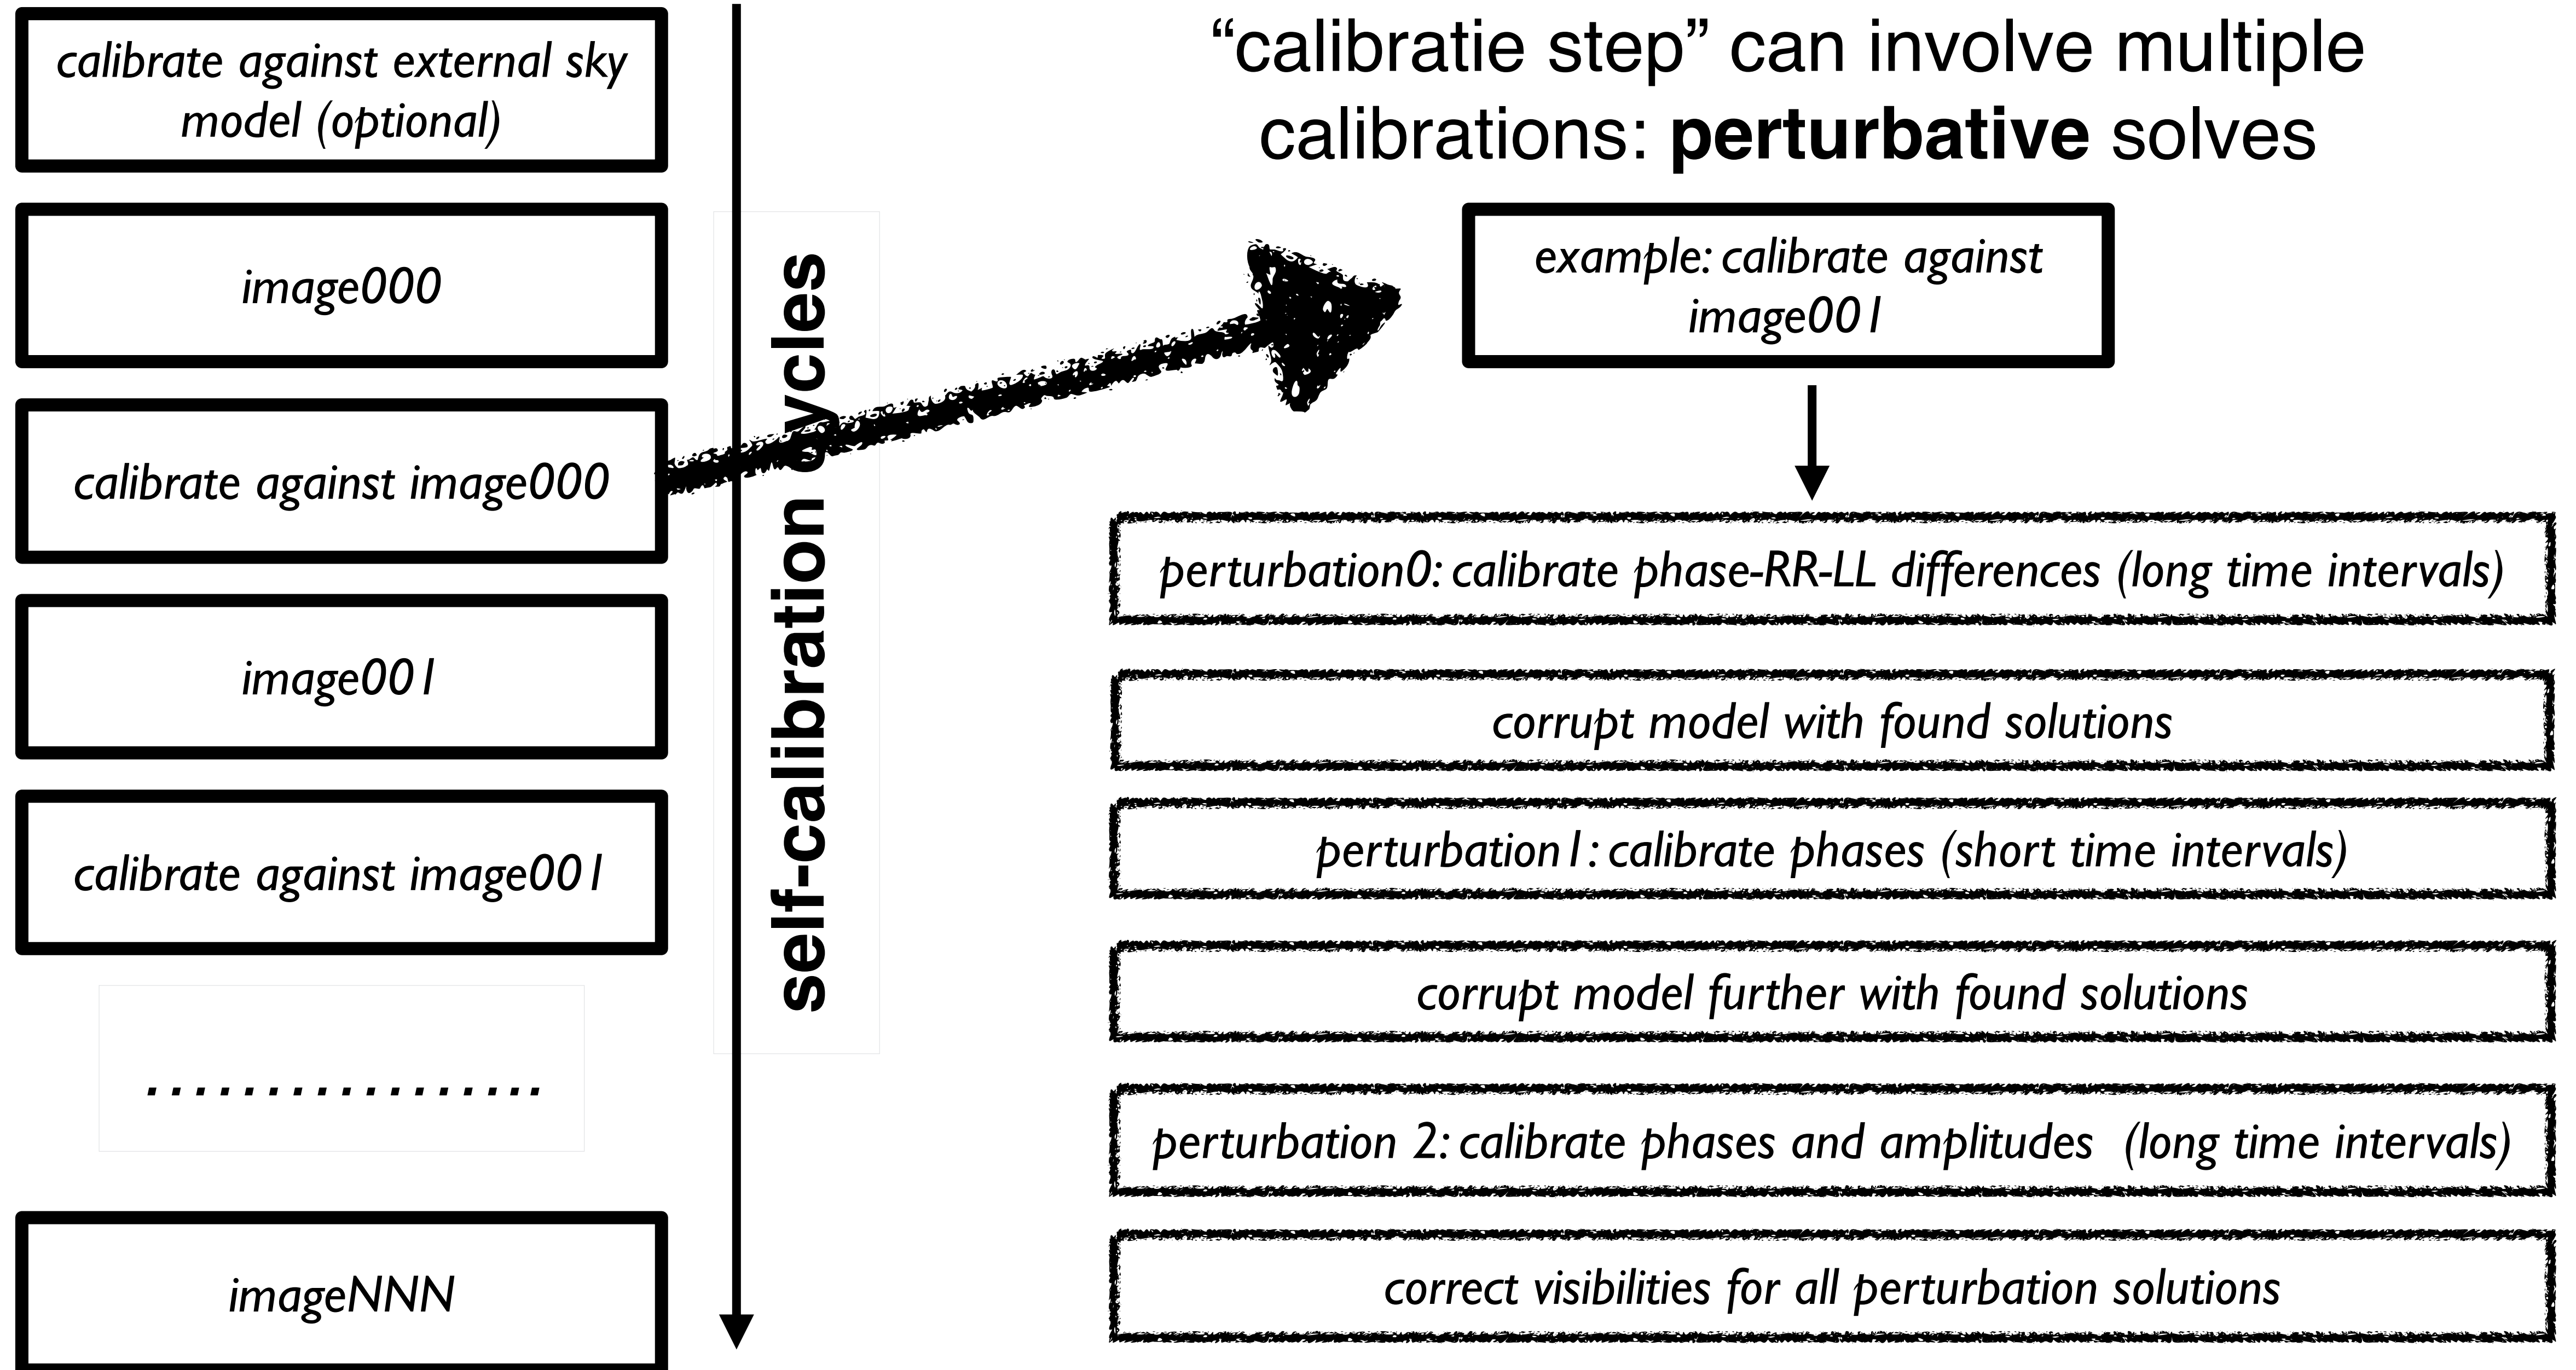 calibrate against external sky
model (optional)
image000
calibrate against image000
image001
calibrate against image001
.................
imageNNN
self-calibration cycles
“calibratie step” can involve multiple
calibrations: perturbative solves
example: calibrate against
image001
perturbation0: calibrate phase-RR-LL differences (long time intervals)
corrupt model with found solutions
perturbation1: calibrate phases (short time intervals)
corrupt model further with found solutions
perturbation 2: calibrate phases and amplitudes (long time intervals)
correct visibilities for all perturbation solutions